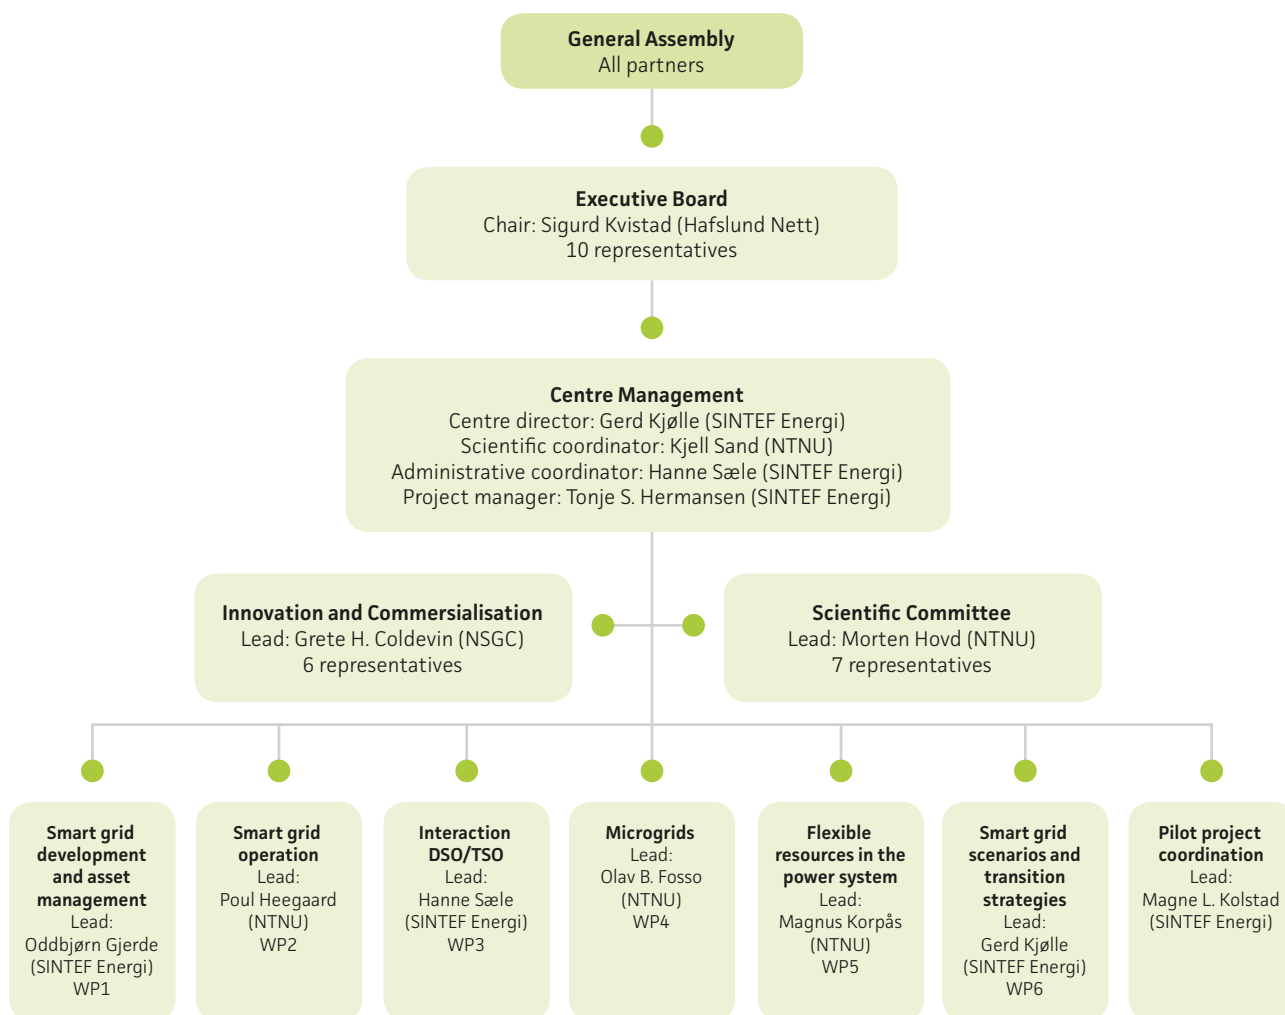 General Assembly
All partners
Executive Board
Chair: Sigurd Kvistad (Hafslund Nett)
10 representatives
Centre Management
Centre director: Gerd Kjølle (SINTEF Energi)
Scientific coordinator: Kjell Sand (NTNU)
Administrative coordinator: Hanne Sæle (SINTEF Energi)
Project manager: Tonje S. Hermansen (SINTEF Energi)
Innovation and Commersialisation
Lead: Grete H. Coldevin (NSGC)
6 representatives
Scientific Committee
Lead: Morten Hovd (NTNU)
7 representatives
Smart grid
development
and asset
management
Lead:
Oddbjørn Gjerde
(SINTEF Energi)
WP1
Smart grid
operation
Lead:
Poul Heegaard
(NTNU)
WP2
Interaction
DSO/TSO
Lead:
Hanne Sæle
(SINTEF Energi)
WP3
Microgrids
Lead:
Olav B. Fosso
(NTNU)
WP4
Flexible
resources in the
power system
Lead:
Magnus Korpås
(NTNU)
WP5
Smart grid
scenarios and
transition
strategies
Lead:
Gerd Kjølle
(SINTEF Energi)
WP6
Pilot project
coordination
Lead:
Magne L. Kolstad
(SINTEF Energi)